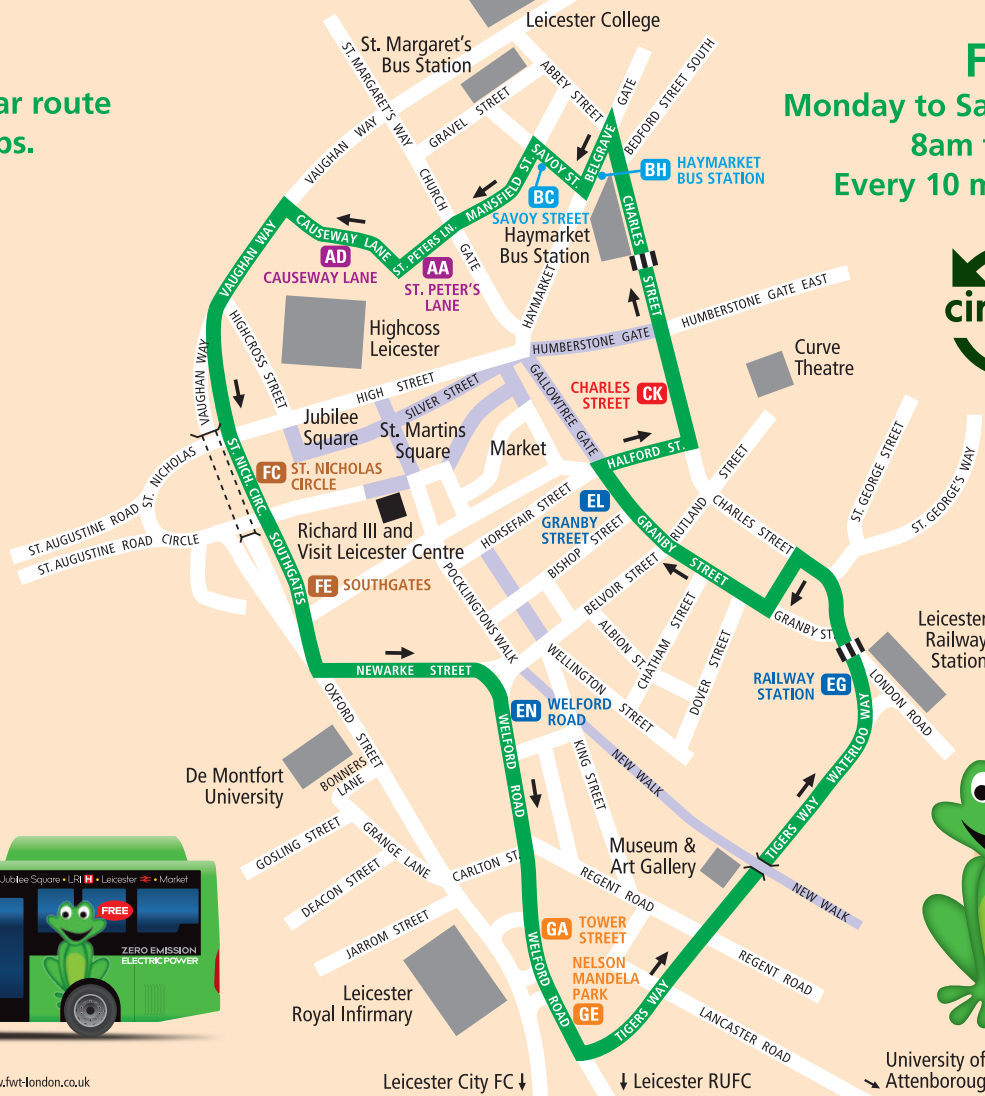 Leicester College
St. Margaret's
Bus Station
ST. MARGARET'S WAY
ABBEY STREET
GATE
BEDFORD STREET SOUTH
F
Monday to Sa
8am
Every 10 m
ar route
ps.
VAUGHAN WAY
GRAVEL STREET
CHURCH
GATE
SAVOY ST.
BELGRAVE
BH HAYMARKET
BUS STATION
BC
SAVOY STREET
Haymarket
Bus Station
MANSFIELD ST.
ST. PETERS LN.
CAUSEWAY LANE
AD
CAUSEWAY LANE
AA
ST. PETER'S
LANE
VAUGHAN WAY
CHARLES
STREET
HAYMARKET
HUMBERSTONE GATE
HUMBERSTONE GATE EAST
cir
Highcoss
Leicester
HIGHCROSS STREET
VAUGHAN WAY
HIGH STREET
SILVER STREET
GALLOWTREE GATE
CHARLES
STREET CK
Curve
Theatre
Jubilee
Square
St. Martins
Square
Market
HALFORD ST.
ST. NICHOLAS
ST. AUGUSTINE ROAD
ST. AUGUSTINE ROAD CIRCLE
ST. NICH. CIRC.
FC ST. NICHOLAS
CIRCLE
Richard III and
Visit Leicester Centre
SOUTHGATES
FE SOUTHGATES
HORSEFAIR STREET
EL
GRANBY
STREET
BISHOP STREET
GRANBY STREET
RUTLAND STREET
CHARLES STREET
ST. GEORGE STREET
ST. GEORGE'S WAY
POCKLINGTONS WALK
BELVOIR STREET
ALBION ST.
CHATHAM STREET
DOVER STREET
GRANBY ST.
Leicester
Railway
Station
NEWARKE STREET
WELLINGTON STREET
RAILWAY
STATION EG
LONDON ROAD
OXFORD STREET
EN WELFORD
ROAD
WELFORD ROAD
KING STREET
NEW WALK
TIGERS WAY WATERLOO WAY
De Montfort
University
BONNERS
LANE
GOSLING STREET
GRANGE LANE
DEACON STREET
CARLTON ST.
JARROM STREET
Museum &
Art Gallery
REGENT ROAD
NEW WALK
Jubilee Square • LRI H • Leicester • Market
FREE
ZERO EMISSION
ELECTRIC POWER
GA TOWER
STREET
NELSON
MANDELA
PARK
GE
WELFORD ROAD
TIGERS WAY
REGENT ROAD
LANCASTER ROAD
Leicester
Royal Infirmary
.fwt-london.co.uk
Leicester City FC ↓
↓ Leicester RUFC
University of
Attenboroug